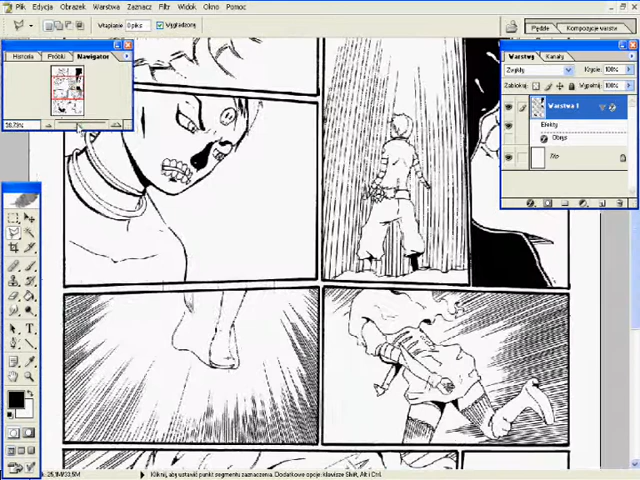 Plik Edycja Obrazek Warstwa Zaznacz Filtr Widok Okno Pomoc
Wtapianie: 0 piks Wygładzony
Pędzle Kompozycje warstw
Historia Próbki Nawigator
Warstwy Kanały
Zwykły Krycie: 100%
Zablokuj: Wypełnij: 100%
Warstwa 1
Efekty
Obrys
Tło
Kliknij, aby ustawić punkt segmentu zaznaczenia. Dodatkowe opcje: klawisze Shift, Alt i Ctrl.